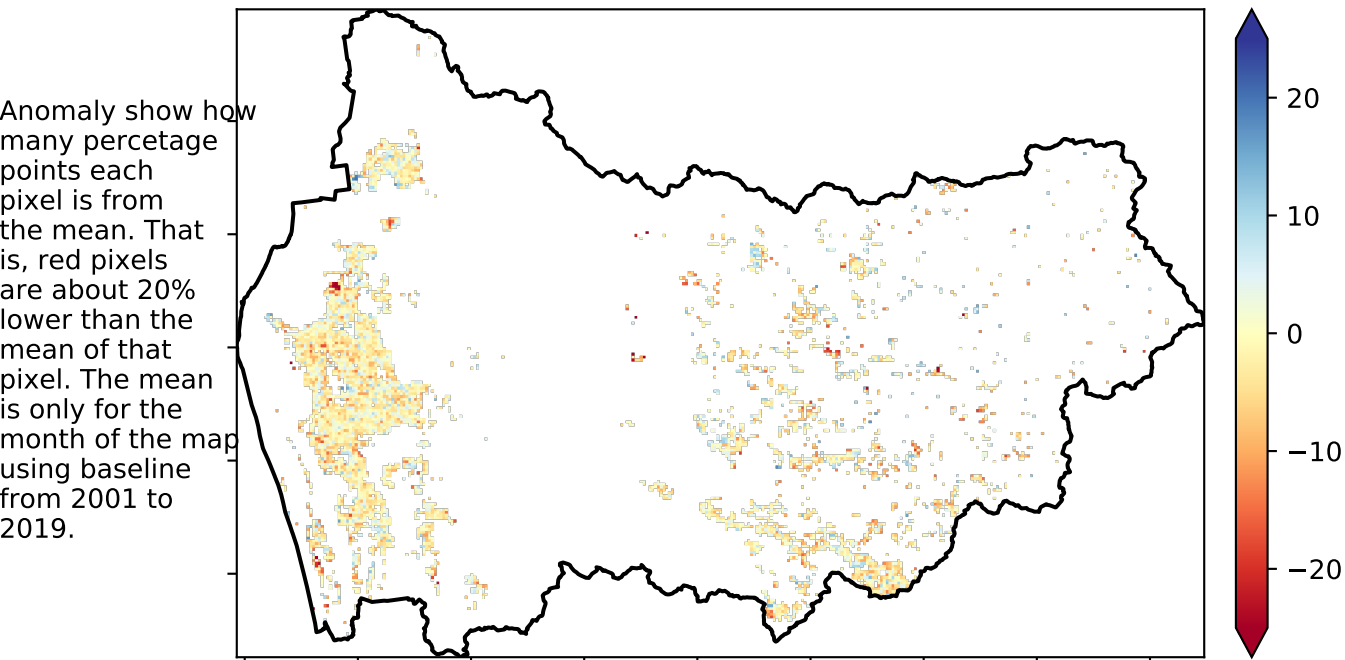 Anomaly show how
many percetage
points each
pixel is from
the mean. That
is, red pixels
are about 20%
lower than the
mean of that
pixel. The mean
is only for the
month of the map
using baseline
from 2001 to
2019.
20
10
0
−10
−20